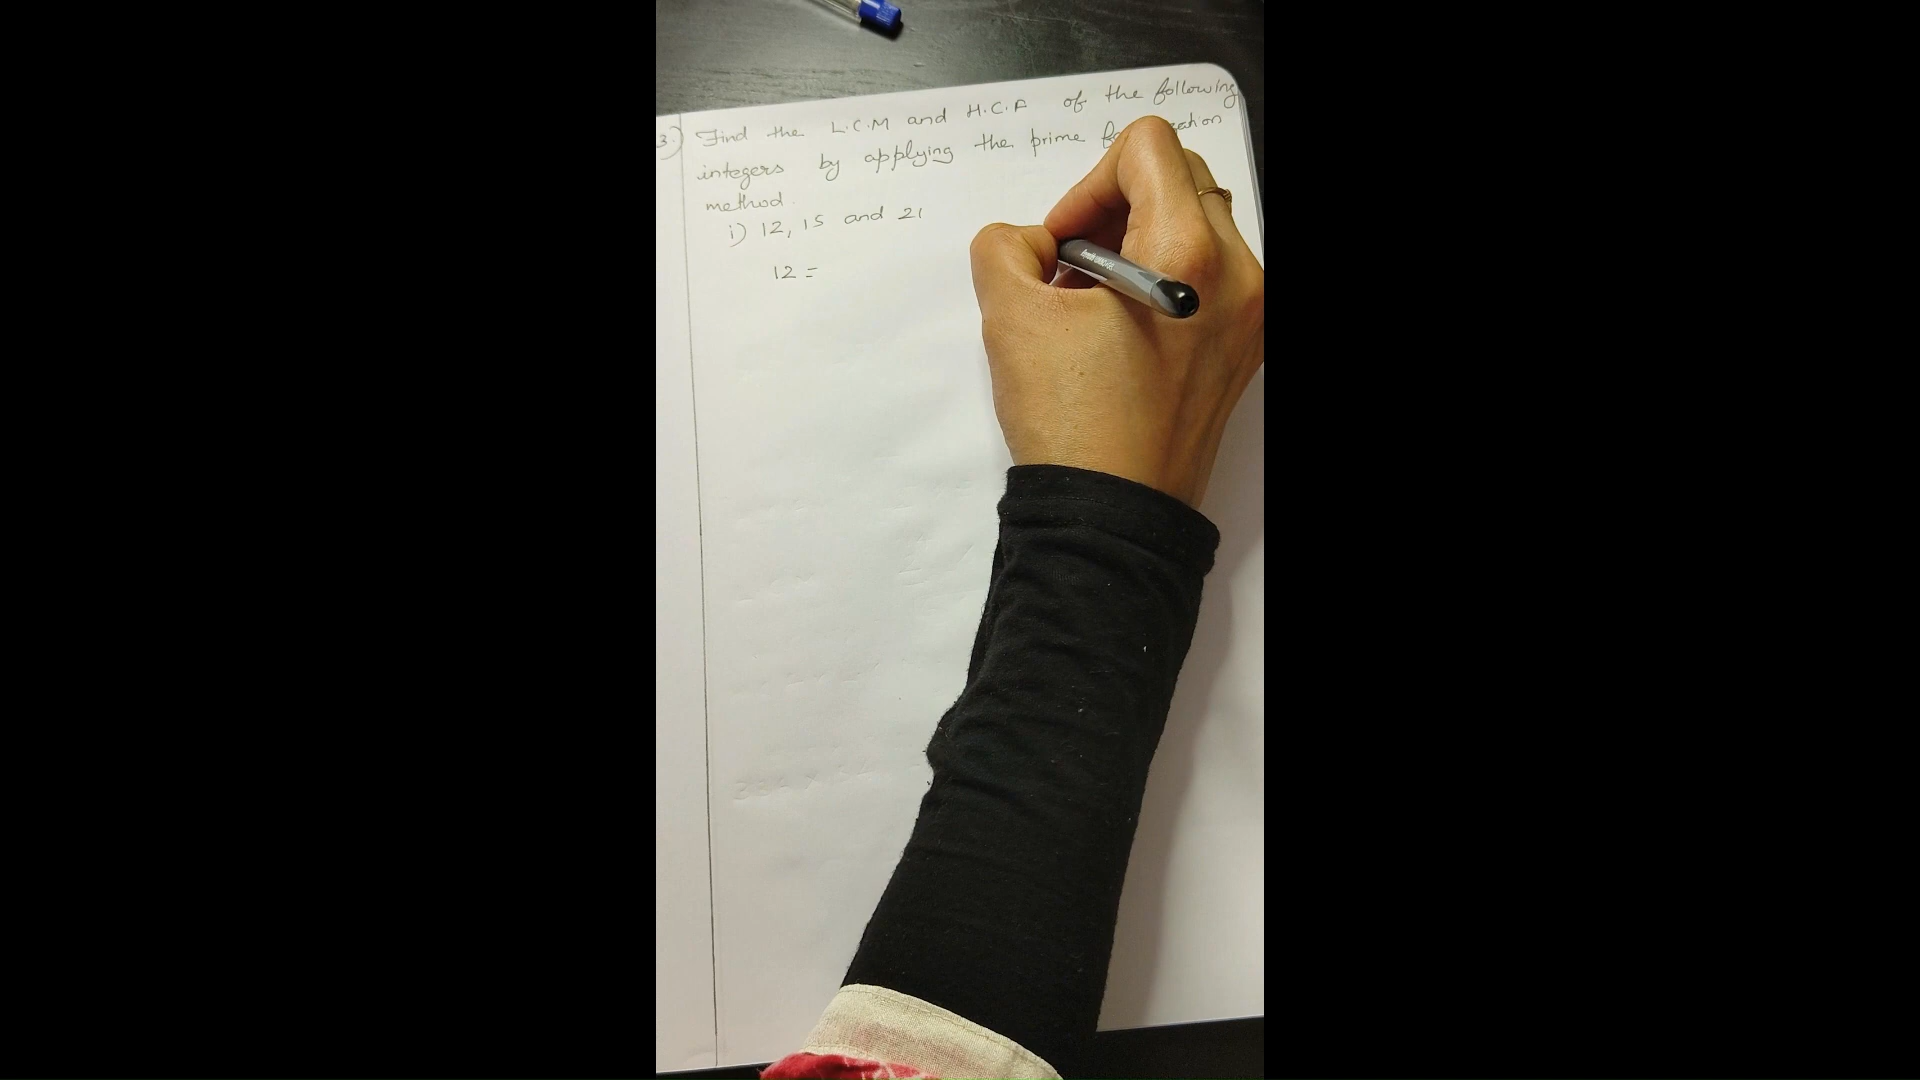 3.) Find the L.C.M and H.C.F of the following
integers by applying the prime
method.
i) 12, 15 and 21
12 =